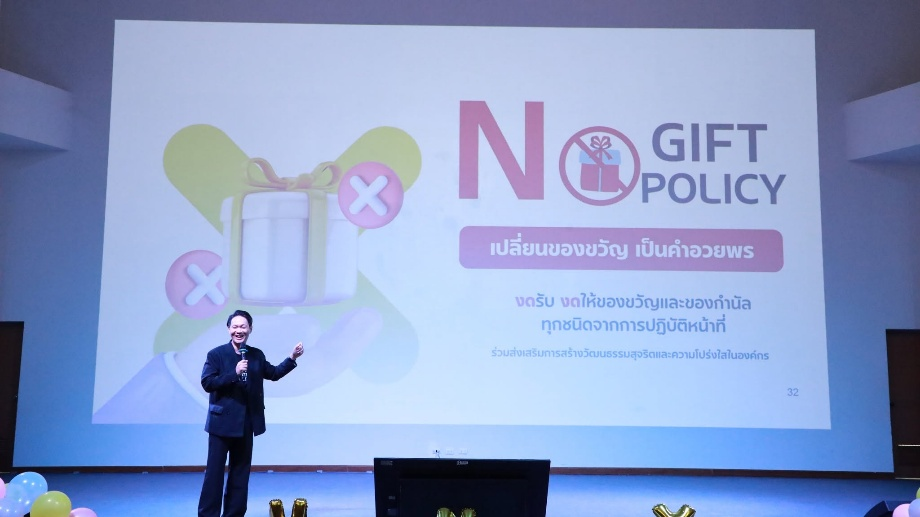 NO GIFT
POLICY
เปลี่ยนของขวัญ เป็นคำอวยพร
งดรับ งดให้ของขวัญและของกำนัล
ทุกชนิดจากการปฏิบัติหน้าที่
ร่วมส่งเสริมการสร้างวัฒนธรรมสุจริตและความโปร่งใสในองค์กร
32